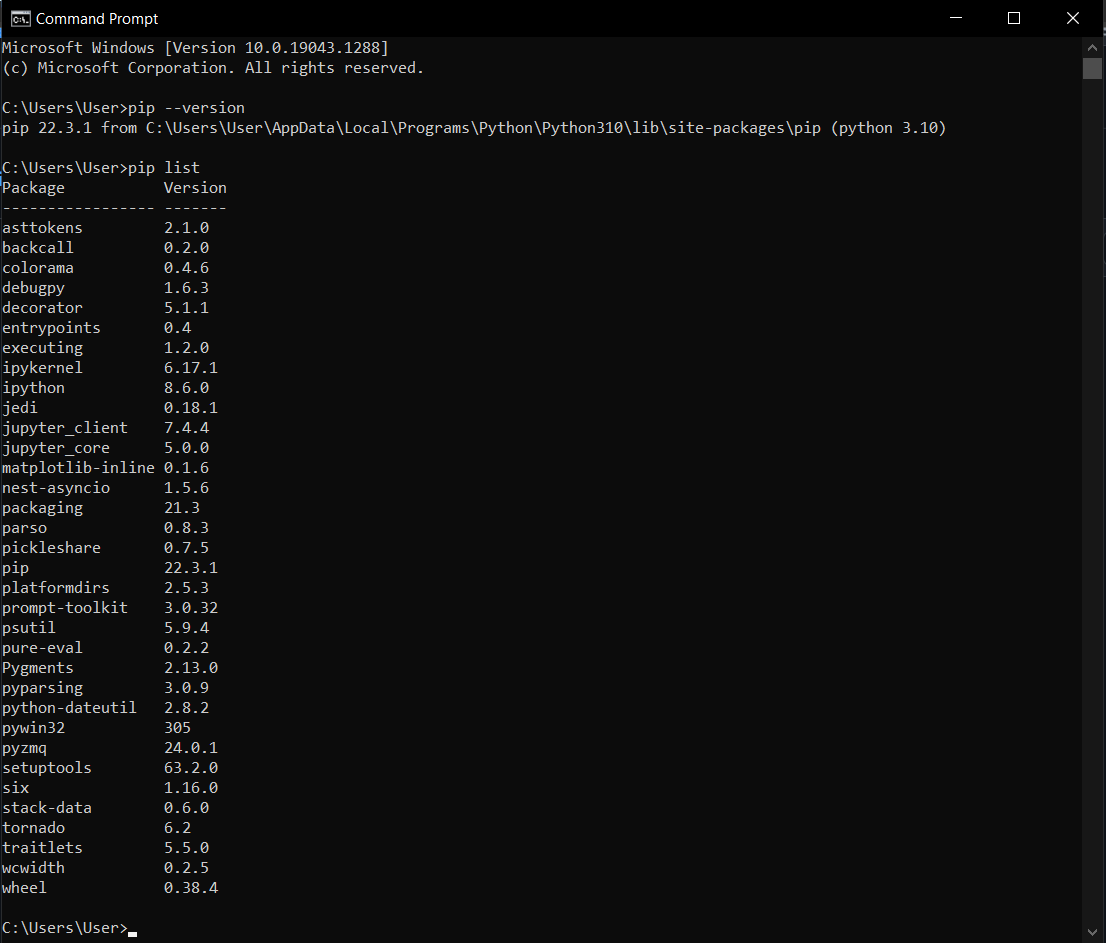 Command Prompt
Microsoft Windows [Version 10.0.19043.1288]
(c) Microsoft Corporation. All rights reserved.
C:\Users\User>pip --version
pip 22.3.1 from C:\Users\User\AppData\Local\Programs\Python\Python310\lib\site-packages\pip (python 3.10)
C:\Users\User>pip list
Package           Version
----------------- -------
asttokens         2.1.0
backcall          0.2.0
colorama          0.4.6
debugpy           1.6.3
decorator         5.1.1
entrypoints       0.4
executing         1.2.0
ipykernel         6.17.1
ipython           8.6.0
jedi              0.18.1
jupyter_client    7.4.4
jupyter_core      5.0.0
matplotlib-inline 0.1.6
nest-asyncio      1.5.6
packaging         21.3
parso             0.8.3
pickleshare       0.7.5
pip               22.3.1
platformdirs      2.5.3
prompt-toolkit    3.0.32
psutil            5.9.4
pure-eval         0.2.2
Pygments          2.13.0
pyparsing         3.0.9
python-dateutil   2.8.2
pywin32           305
pyzmq             24.0.1
setuptools        63.2.0
six               1.16.0
stack-data        0.6.0
tornado           6.2
traitlets         5.5.0
wcwidth           0.2.5
wheel             0.38.4
C:\Users\User>